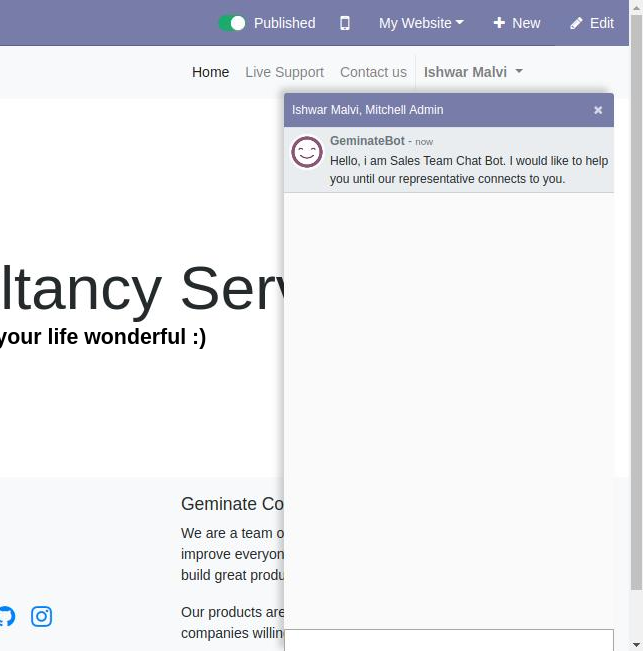 Published My Website New Edit
Home Live Support Contact us Ishwar Malvi
Ishwar Malvi, Mitchell Admin
GeminateBot - now
Hello, i am Sales Team Chat Bot. I would like to help
you until our representative connects to you.
ltancy Serv
your life wonderful :)
Geminate Co
We are a team o
improve everyon
build great produ
Our products are
companies willin